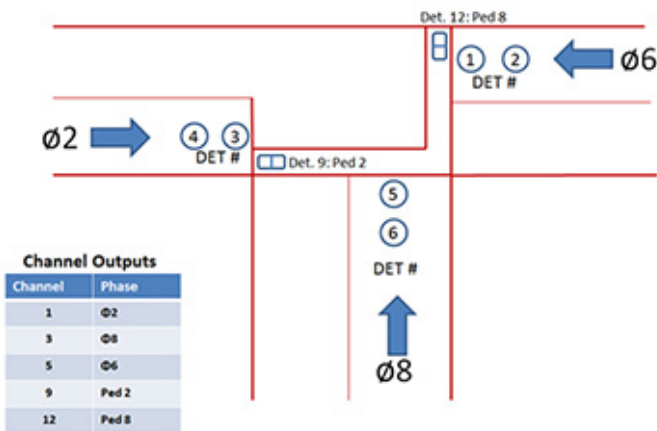 Det. 12: Ped 8
1 2
DET #
Ø6
Ø2
4 3
DET #
Det. 9: Ped 2
5
6
DET #
Ø8
Channel Outputs
Channel Phase
1 Φ2
3 Φ8
5 Φ6
9 Ped 2
12 Ped 8